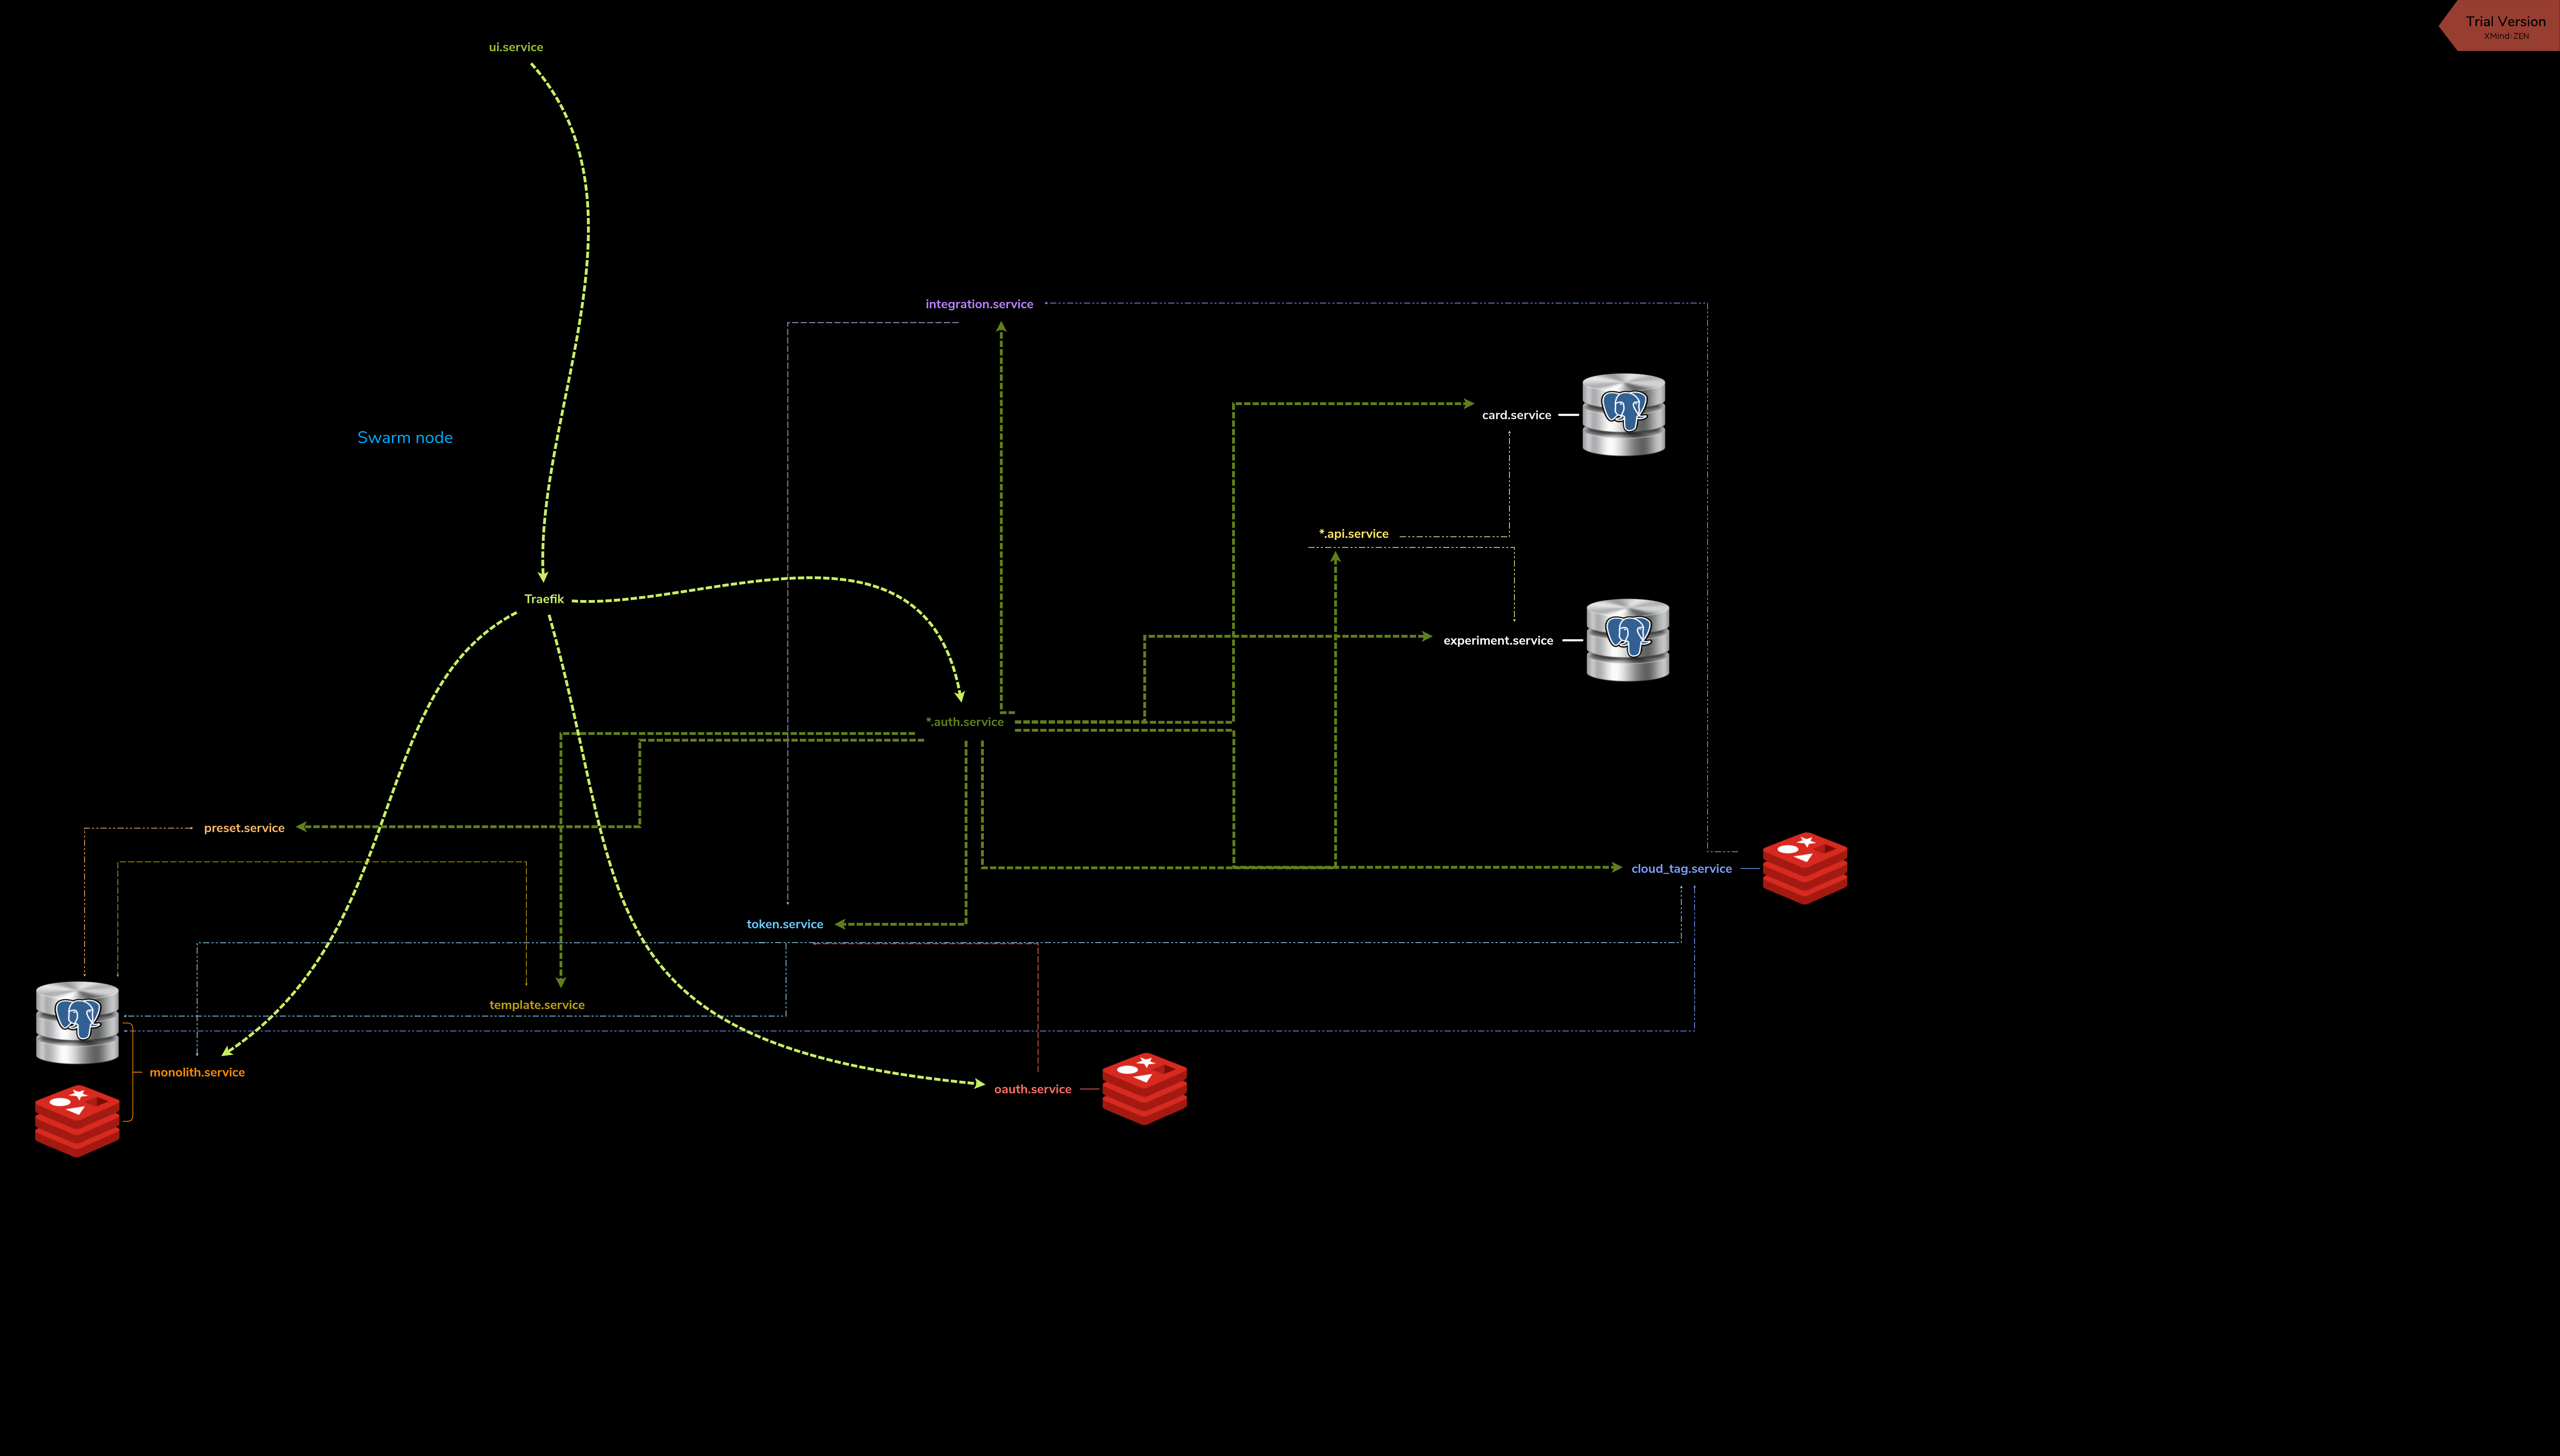 Trial Version
XMind:ZEN
ui.service
integration.service
card.service
Swarm node
*.api.service
Traefik
experiment.service
*.auth.service
preset.service
cloud_tag.service
token.service
template.service
monolith.service
oauth.service